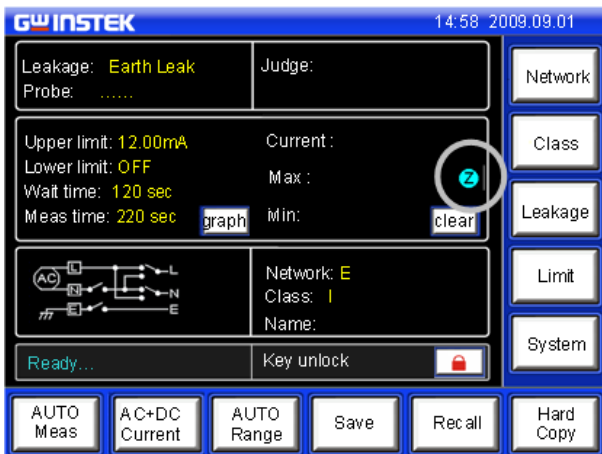 GWINSTEK 14:58 2009.09.01
Leakage: Earth Leak
Probe: ......
Judge:
Network
Upper limit: 12.00mA
Lower limit: OFF
Wait time: 120 sec
Meas time: 220 sec
graph
Current :
Max :
Z
Min:
clear
Class
Leakage
AC
L
L
N
N
E
E
Network: E
Class: I
Name:
Limit
Ready...
Key unlock
System
AUTO
Meas
AC+DC
Current
AUTO
Range
Save
Recall
Hard
Copy